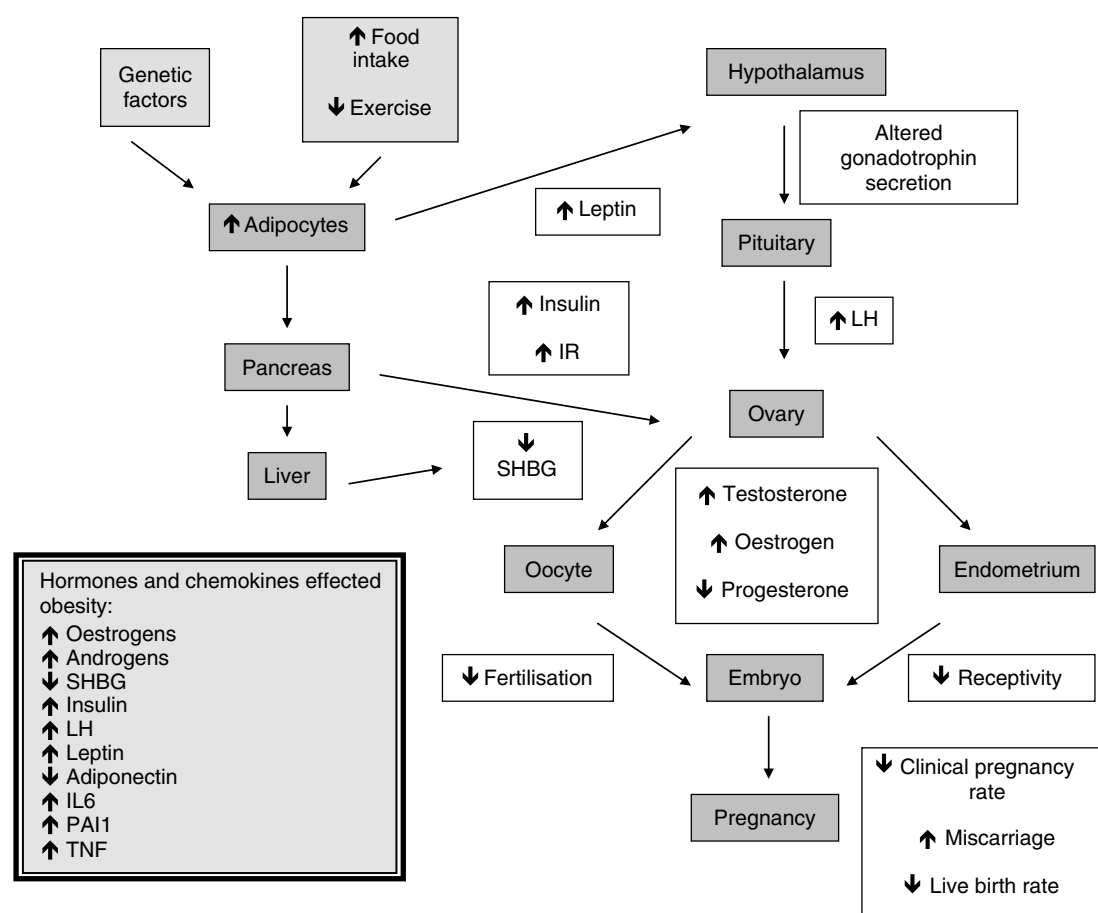 Genetic
factors
↑ Food
intake
↓ Exercise
Hypothalamus
Altered
gonadotrophin
secretion
↑ Adipocytes
↑ Leptin
Pituitary
↑ Insulin
↑ IR
↑ LH
Pancreas
Ovary
Liver
↓
SHBG
↑ Testosterone
↑ Oestrogen
↓ Progesterone
Oocyte
Endometrium
↓ Fertilisation
Embryo
↓ Receptivity
Pregnancy
↓ Clinical pregnancy
rate
↑ Miscarriage
↓ Live birth rate
Hormones and chemokines effected
obesity:
↑ Oestrogens
↑ Androgens
↓ SHBG
↑ Insulin
↑ LH
↑ Leptin
↓ Adiponectin
↑ IL6
↑ PAI1
↑ TNF